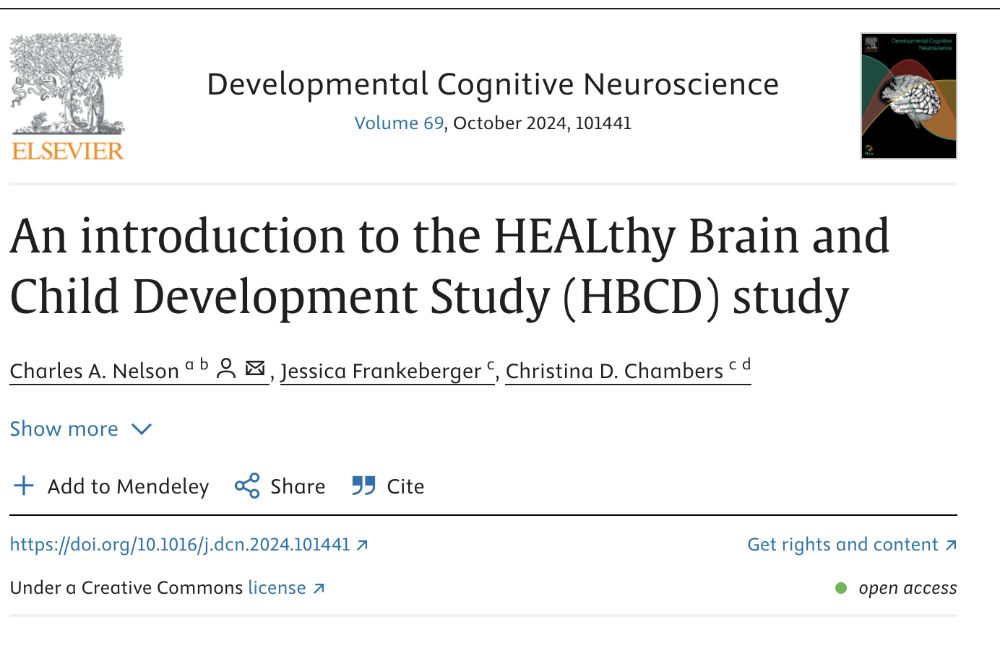 ELSEVIER
Developmental Cognitive Neuroscience
Volume 69, October 2024, 101441
Developmental Cognitive
Neuroscience
An introduction to the HEALthy Brain and
Child Development Study (HBCD) study
Charles A. Nelson a b, Jessica Frankeberger c, Christina D. Chambers c d
Show more
Add to Mendeley Share Cite
https://doi.org/10.1016/j.dcn.2024.101441 Get rights and content
Under a Creative Commons license open access